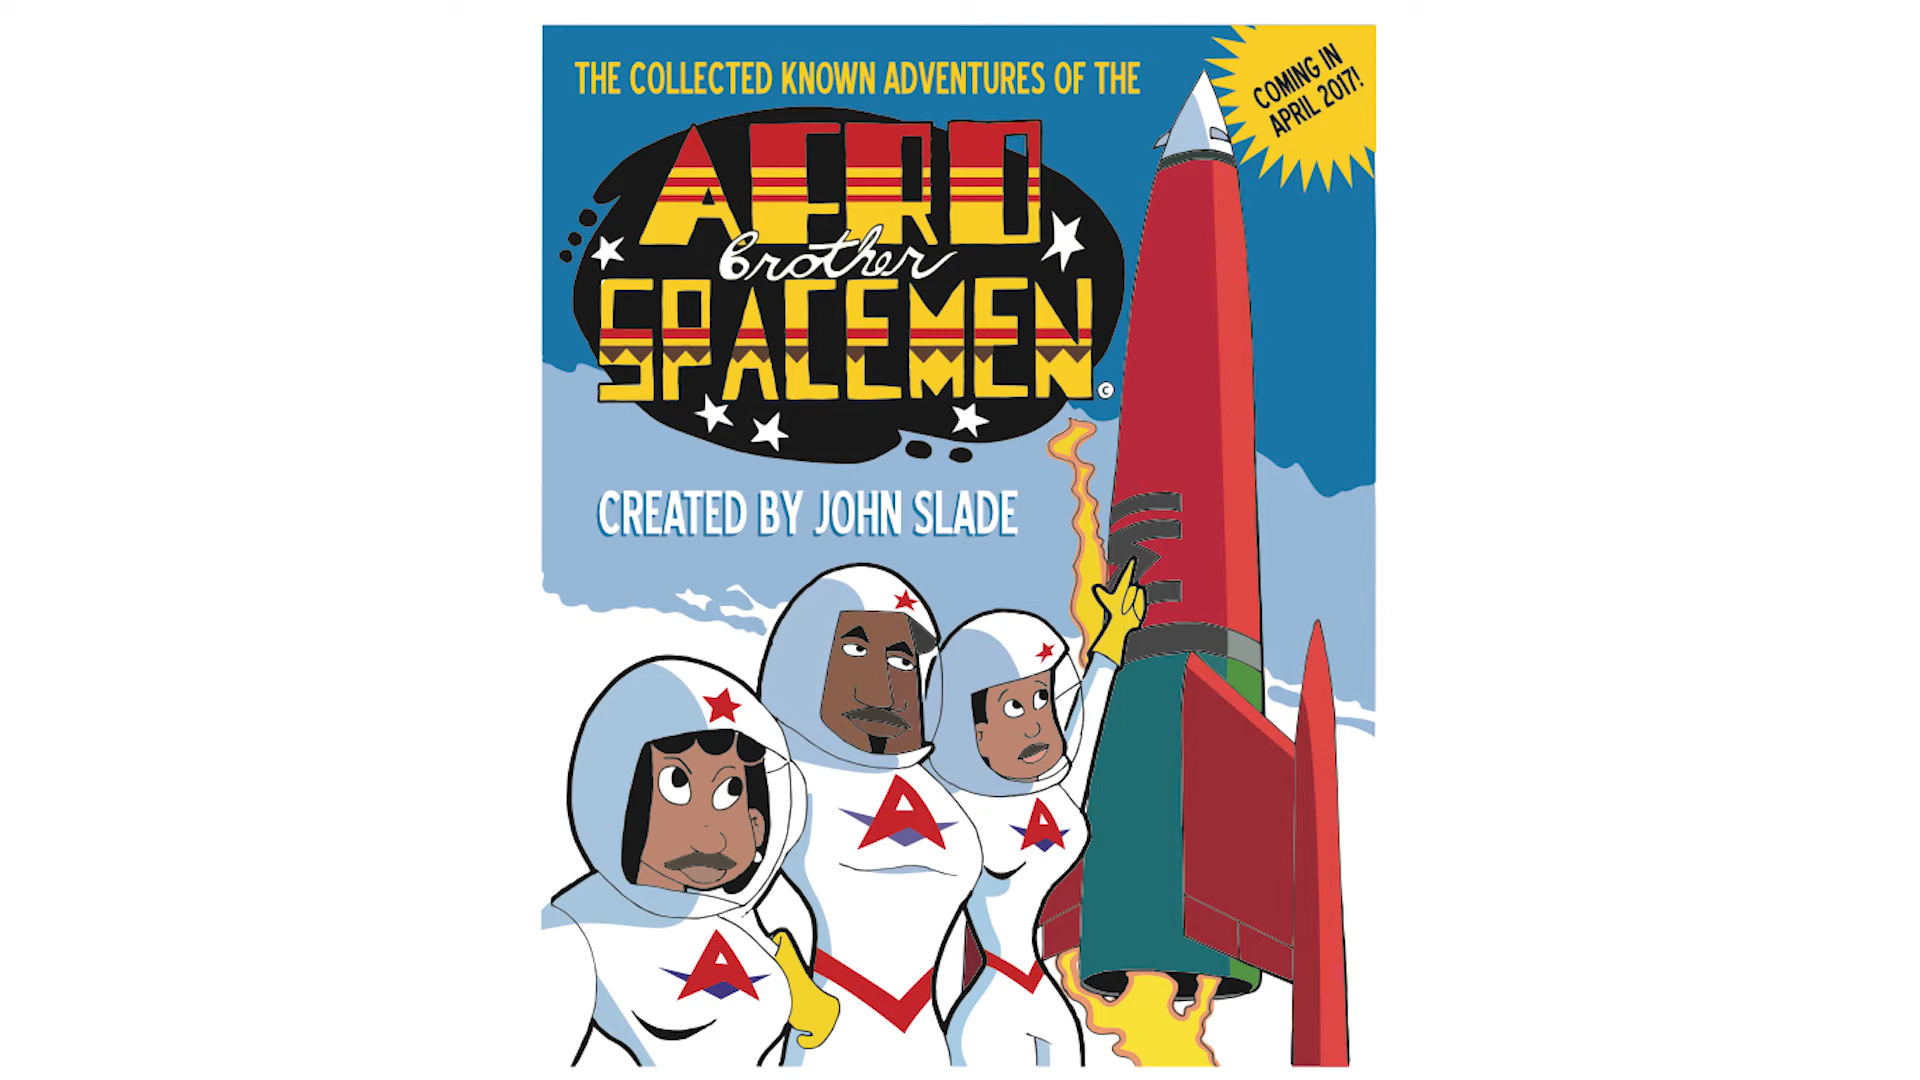 THE COLLECTED KNOWN ADVENTURES OF THE
COMING IN
APRIL 2017!
AFRO
brother
SPACEMEN
©
CREATED BY JOHN SLADE
A
A
A